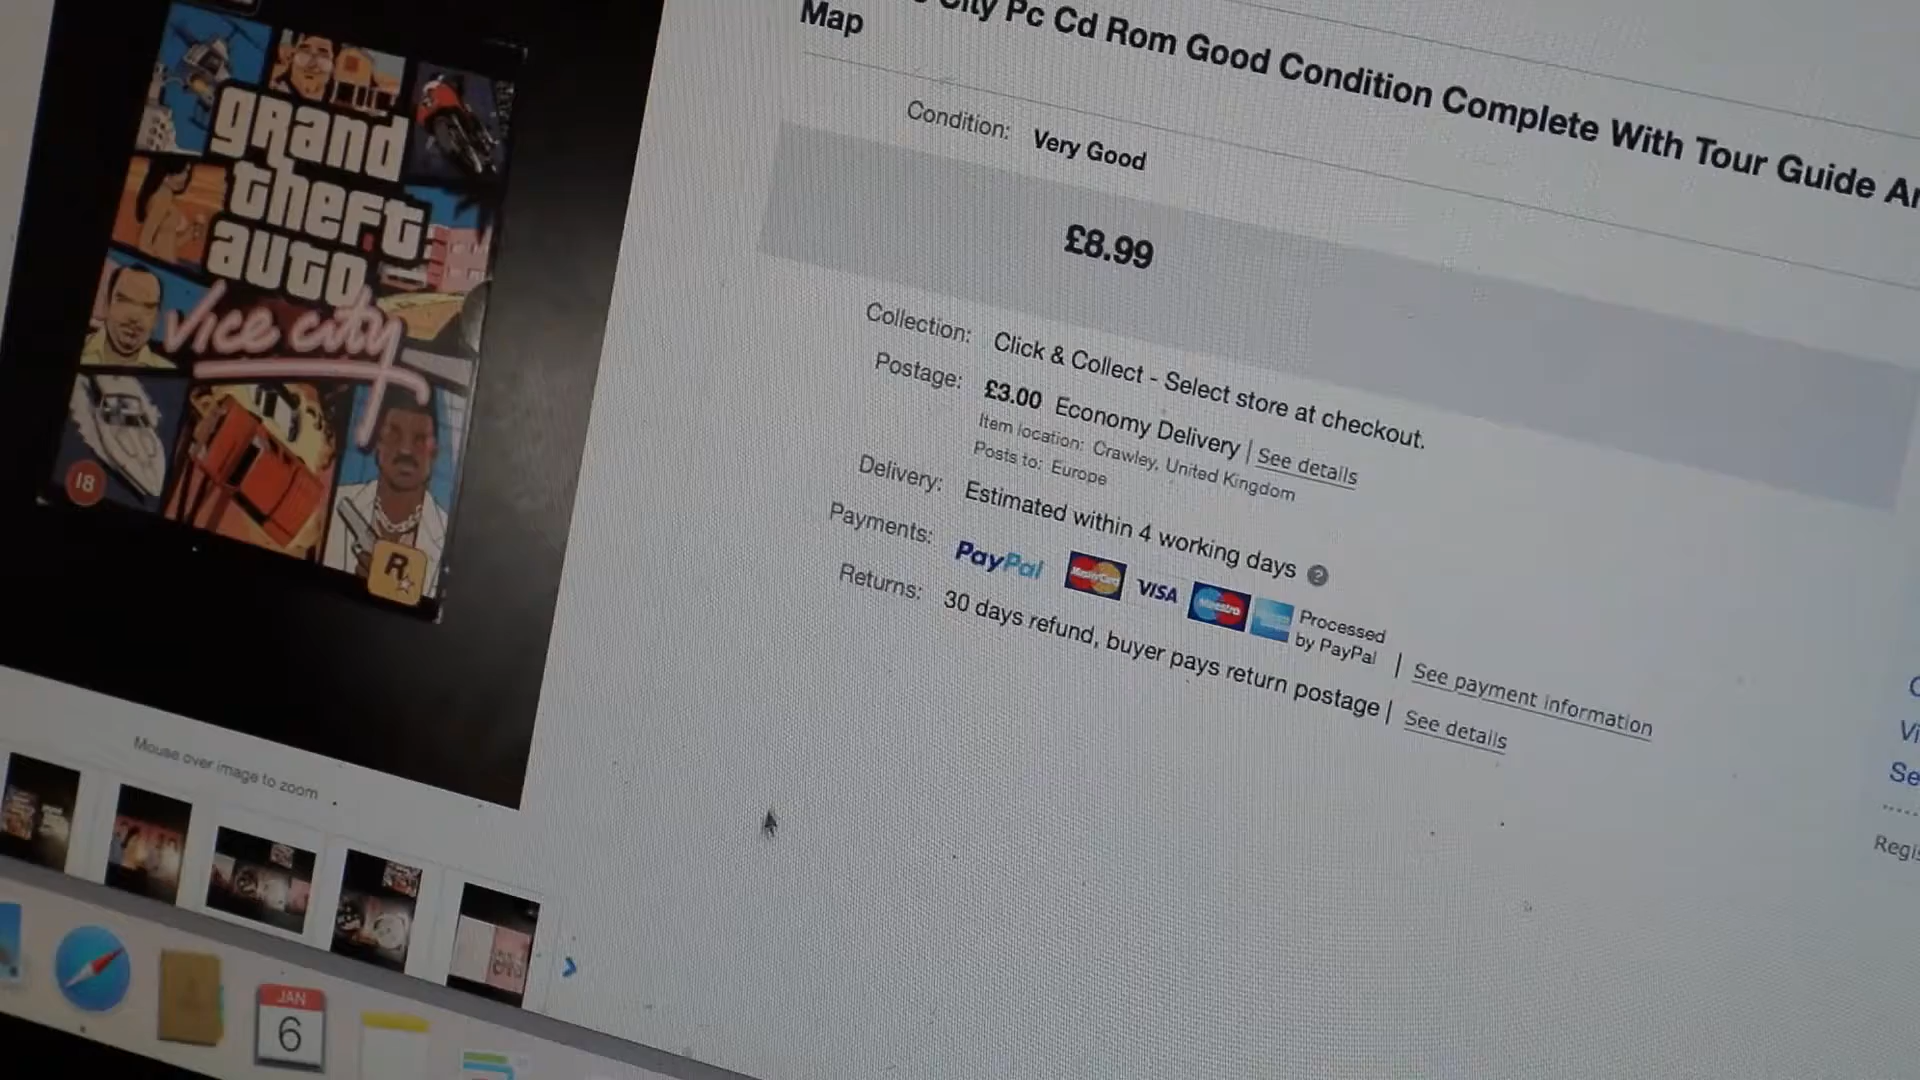 grand
theft
auto
vice city
18
R
City Pc Cd Rom Good Condition Complete With Tour Guide
Map
Condition: Very Good
£8.99
Collection: Click & Collect - Select store at checkout.
Postage: £3.00 Economy Delivery | See details
Item location: Crawley, United Kingdom
Posts to: Europe
Delivery: Estimated within 4 working days ?
Payments: PayPal MasterCard VISA Maestro Processed
by PayPal | See payment information
Returns: 30 days refund, buyer pays return postage | See details
Mouse over image to zoom
JAN
6